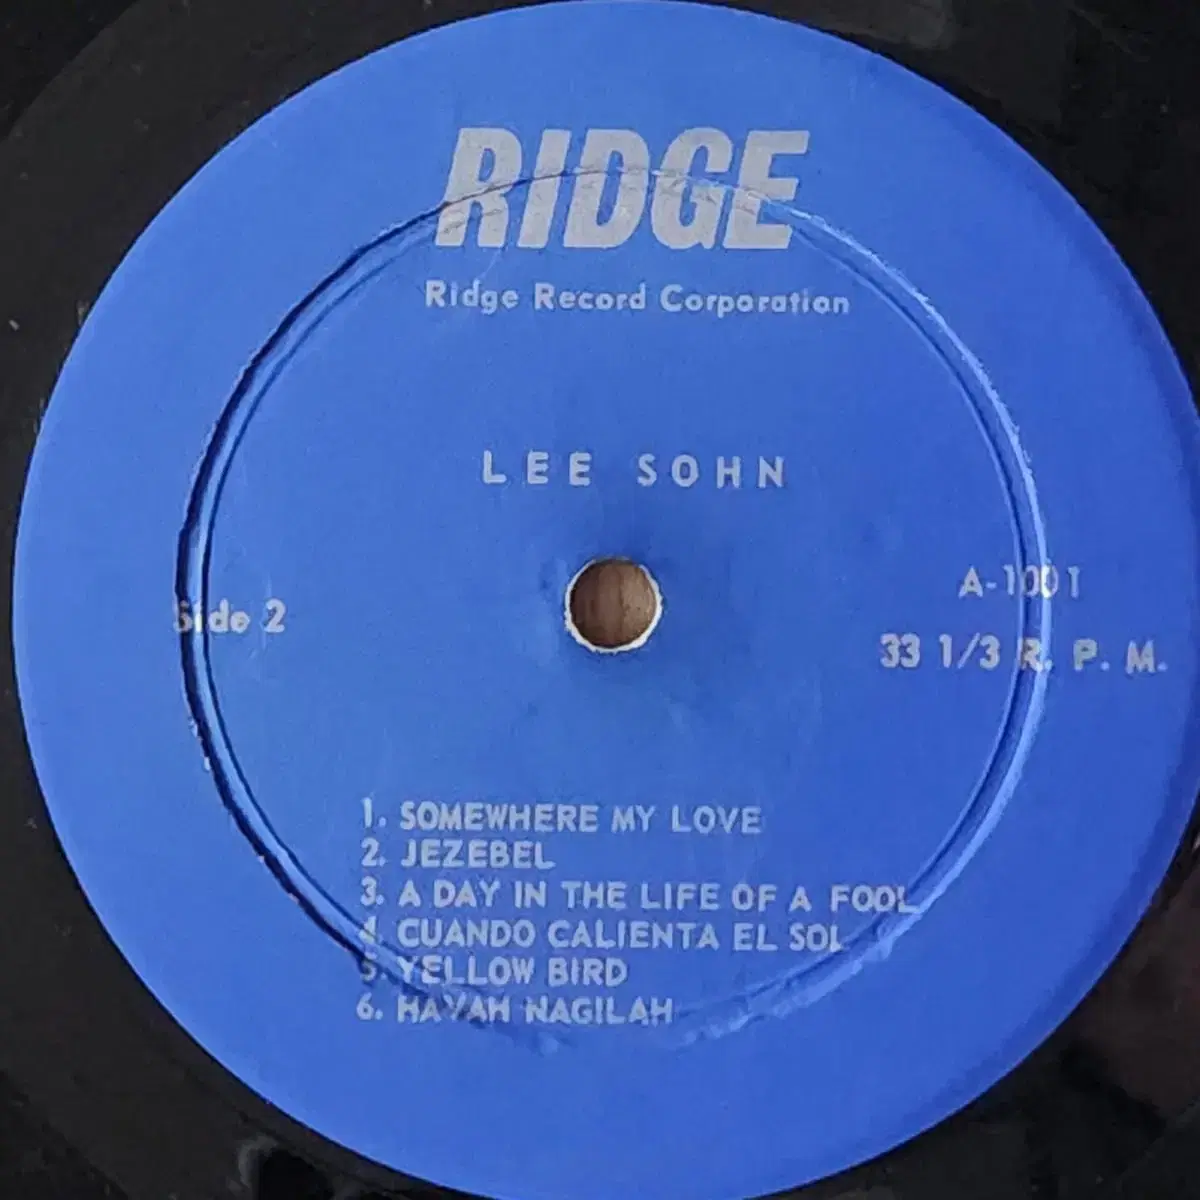 RIDGE
Ridge Record Corporation
LEE SOHN
Side 2
A-1001
33 1/3 R. P. M.
1. SOMEWHERE MY LOVE
2. JEZEBEL
3. A DAY IN THE LIFE OF A FOOL
4. CUANDO CALIENTA EL SOL
5. YELLOW BIRD
6. HAVAH NAGILAH